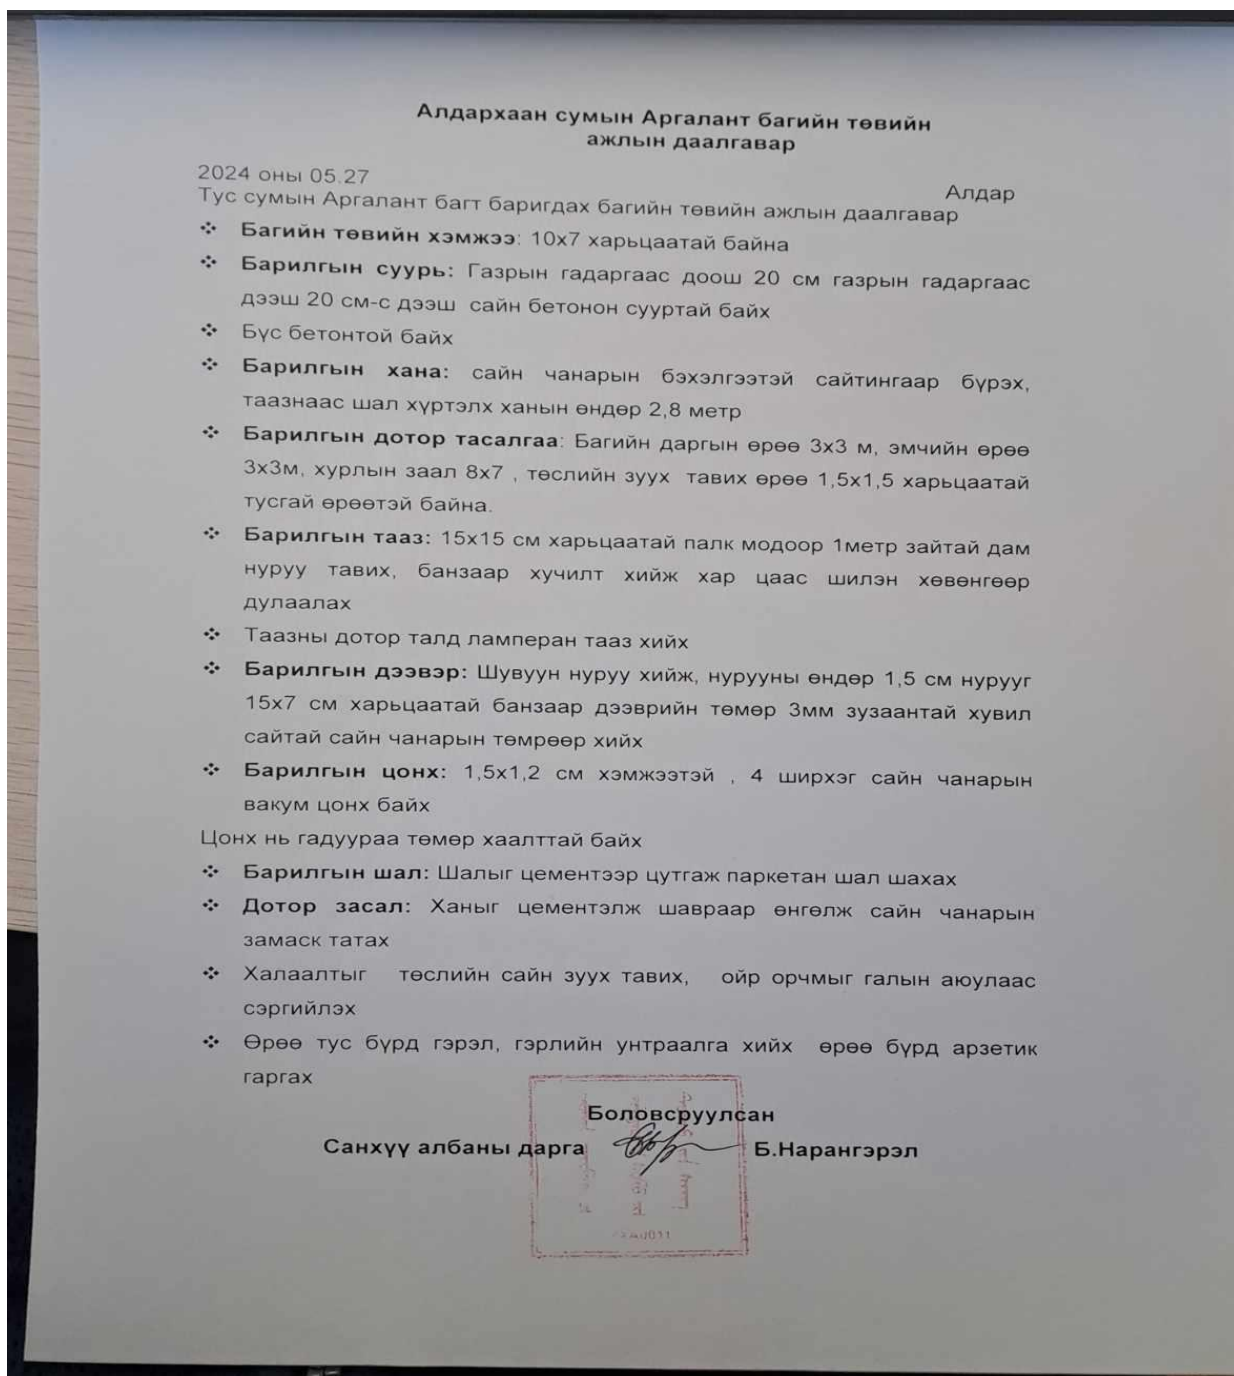 Алдархаан сумын Аргалант багийн төвийн
ажлын даалгавар
2024 оны 05.27
Алдар
Тус сумын Аргалант багт баригдах багийн төвийн ажлын даалгавар
❖ Багийн төвийн хэмжээ: 10х7 харьцаатай байна
❖ Барилгын суурь: Газрын гадаргаас доош 20 см газрын гадаргаас
дээш 20 см-с дээш сайн бетонон сууртай байх
❖ Бүс бетонтой байх
❖ Барилгын хана: сайн чанарын бэхэлгээтэй сайтингаар бүрэх,
таазнаас шал хүртэлх ханын өндөр 2,8 метр
❖ Барилгын дотор тасалгаа: Багийн даргын өрөө 3х3 м, эмчийн өрөө
3х3м, хурлын заал 8х7 , төслийн зуух тавих өрөө 1,5х1,5 харьцаатай
тусгай өрөөтэй байна.
❖ Барилгын тааз: 15х15 см харьцаатай палк модоор 1метр зайтай дам
нуруу тавих, банзаар хучилт хийж хар цаас шилэн хөвөнгөөр
дулаалах
❖ Таазны дотор талд ламперан тааз хийх
❖ Барилгын дээвэр: Шувуун нуруу хийж, нурууны өндөр 1,5 см нурууг
15х7 см харьцаатай банзаар дээврийн төмөр 3мм зузаантай хувил
сайтай сайн чанарын төмрөөр хийх
❖ Барилгын цонх: 1,5х1,2 см хэмжээтэй , 4 ширхэг сайн чанарын
вакум цонх байх
Цонх нь гадуураа төмөр хаалттай байх
❖ Барилгын шал: Шалыг цементээр цутгаж паркетан шал шахах
❖ Дотор засал: Ханыг цементэлж шавраар өнгөлж сайн чанарын
замаск татах
❖ Халаалтыг төслийн сайн зуух тавих, ойр орчмыг галын аюулаас
сэргийлэх
❖ Өрөө тус бүрд гэрэл, гэрлийн унтраалга хийх өрөө бүрд арзетик
гаргах
Боловсруулсан
Санхүү албаны дарга Б.Нарангэрэл